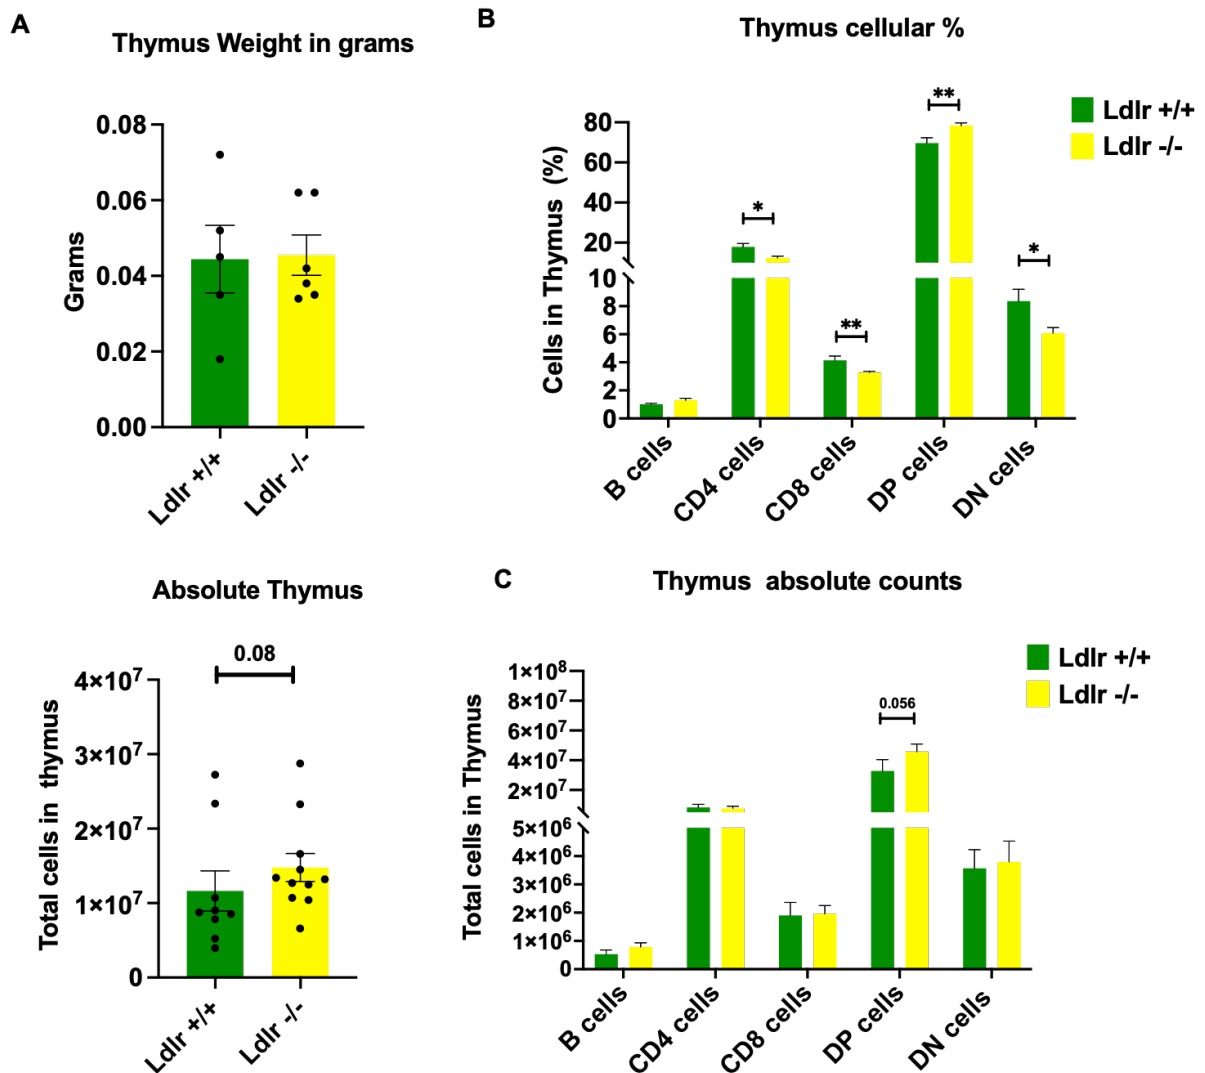 A
Thymus Weight in grams
0.08
0.06
0.04
0.02
0.00
Grams
Ldlr +/+
Ldlr -/-
B
Thymus cellular %
Ldlr +/+
Ldlr -/-
80
60
40
20
10
8
6
4
2
0
Cells in Thymus (%)
*
**
**
*
B cells
CD4 cells
CD8 cells
DP cells
DN cells
Absolute Thymus
0.08
4×10⁷
3×10⁷
2×10⁷
1×10⁷
0
Total cells in thymus
Ldlr +/+
Ldlr -/-
C
Thymus absolute counts
Ldlr +/+
Ldlr -/-
1×10⁸
8×10⁷
6×10⁷
4×10⁷
2×10⁷
5×10⁶
4×10⁶
3×10⁶
2×10⁶
1×10⁶
0
Total cells in Thymus
0.056
B cells
CD4 cells
CD8 cells
DP cells
DN cells